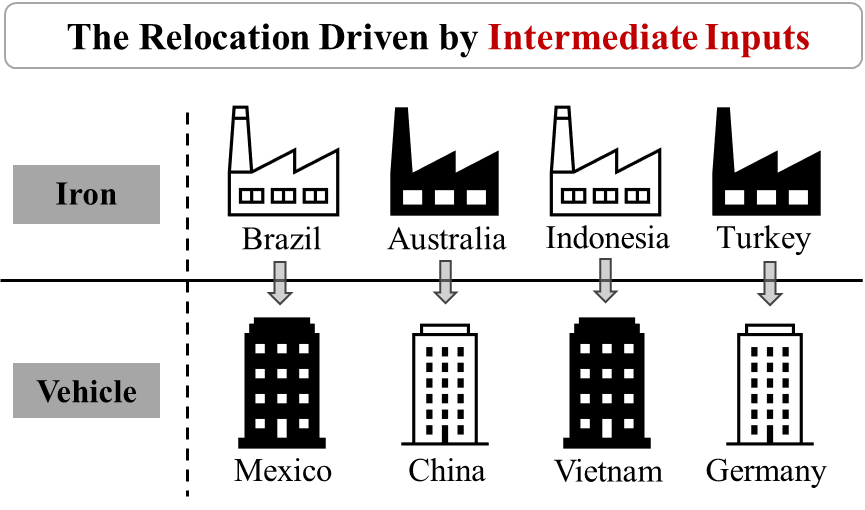 The Relocation Driven by Intermediate Inputs
Iron
Brazil Australia Indonesia Turkey
Vehicle
Mexico China Vietnam Germany